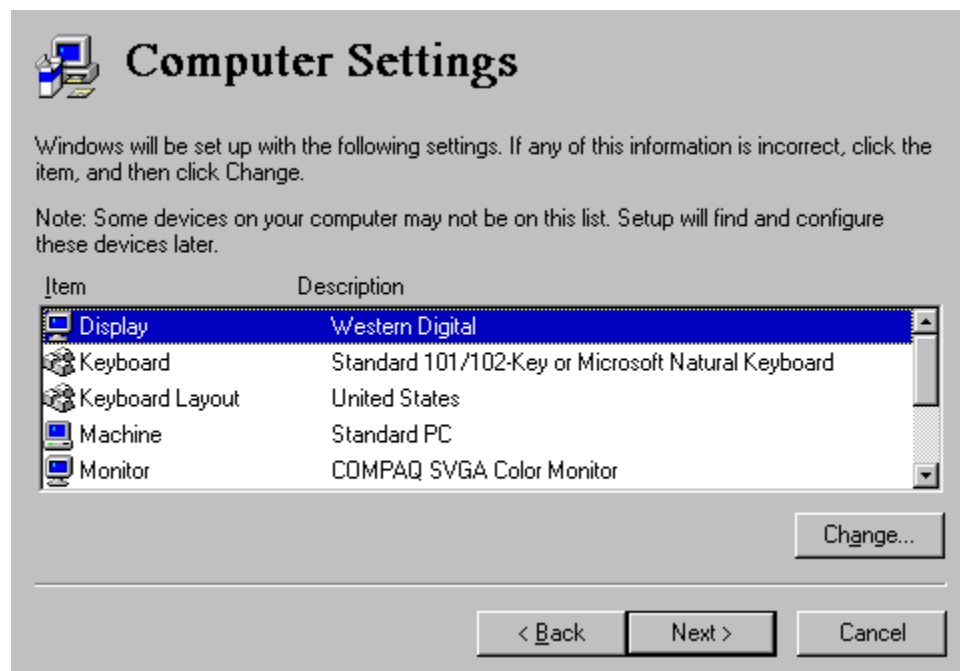 Computer Settings
Windows will be set up with the following settings. If any of this information is incorrect, click the
item, and then click Change.
Note: Some devices on your computer may not be on this list. Setup will find and configure
these devices later.
Item Description
Display Western Digital
Keyboard Standard 101/102-Key or Microsoft Natural Keyboard
Keyboard Layout United States
Machine Standard PC
Monitor COMPAQ SVGA Color Monitor
Change...
< Back Next > Cancel